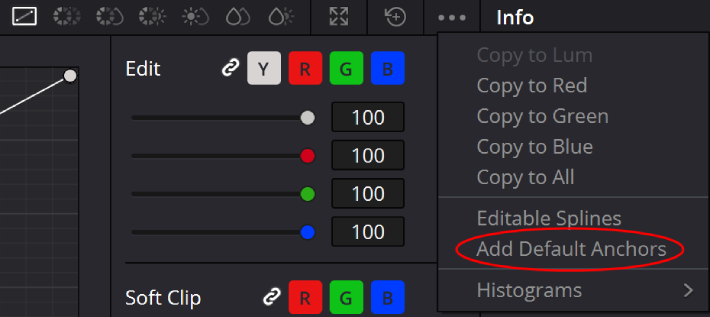 Info
Edit
Y R G B
100
100
100
100
Soft Clip
R G B
Copy to Lum
Copy to Red
Copy to Green
Copy to Blue
Copy to All
Editable Splines
Add Default Anchors
Histograms